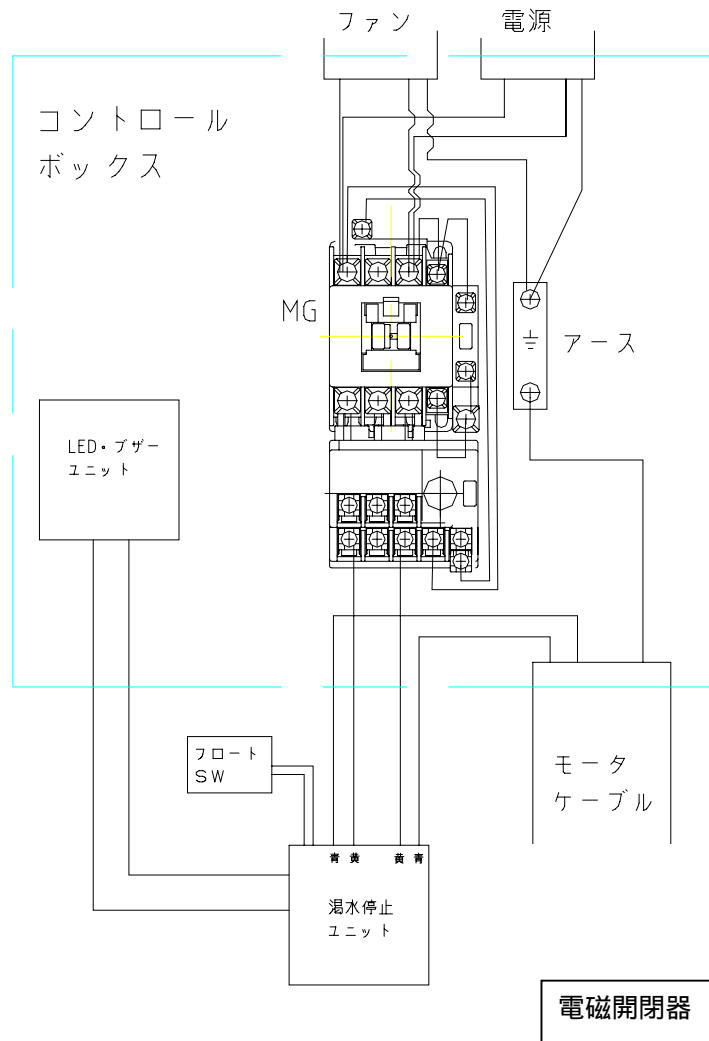 ファン
電源
コントロール
ボックス
MG
アース
LED・ブザー
ユニット
フロート
SW
モータ
ケーブル
青 黄 黄 青
渇水停止
ユニット
電磁開閉器